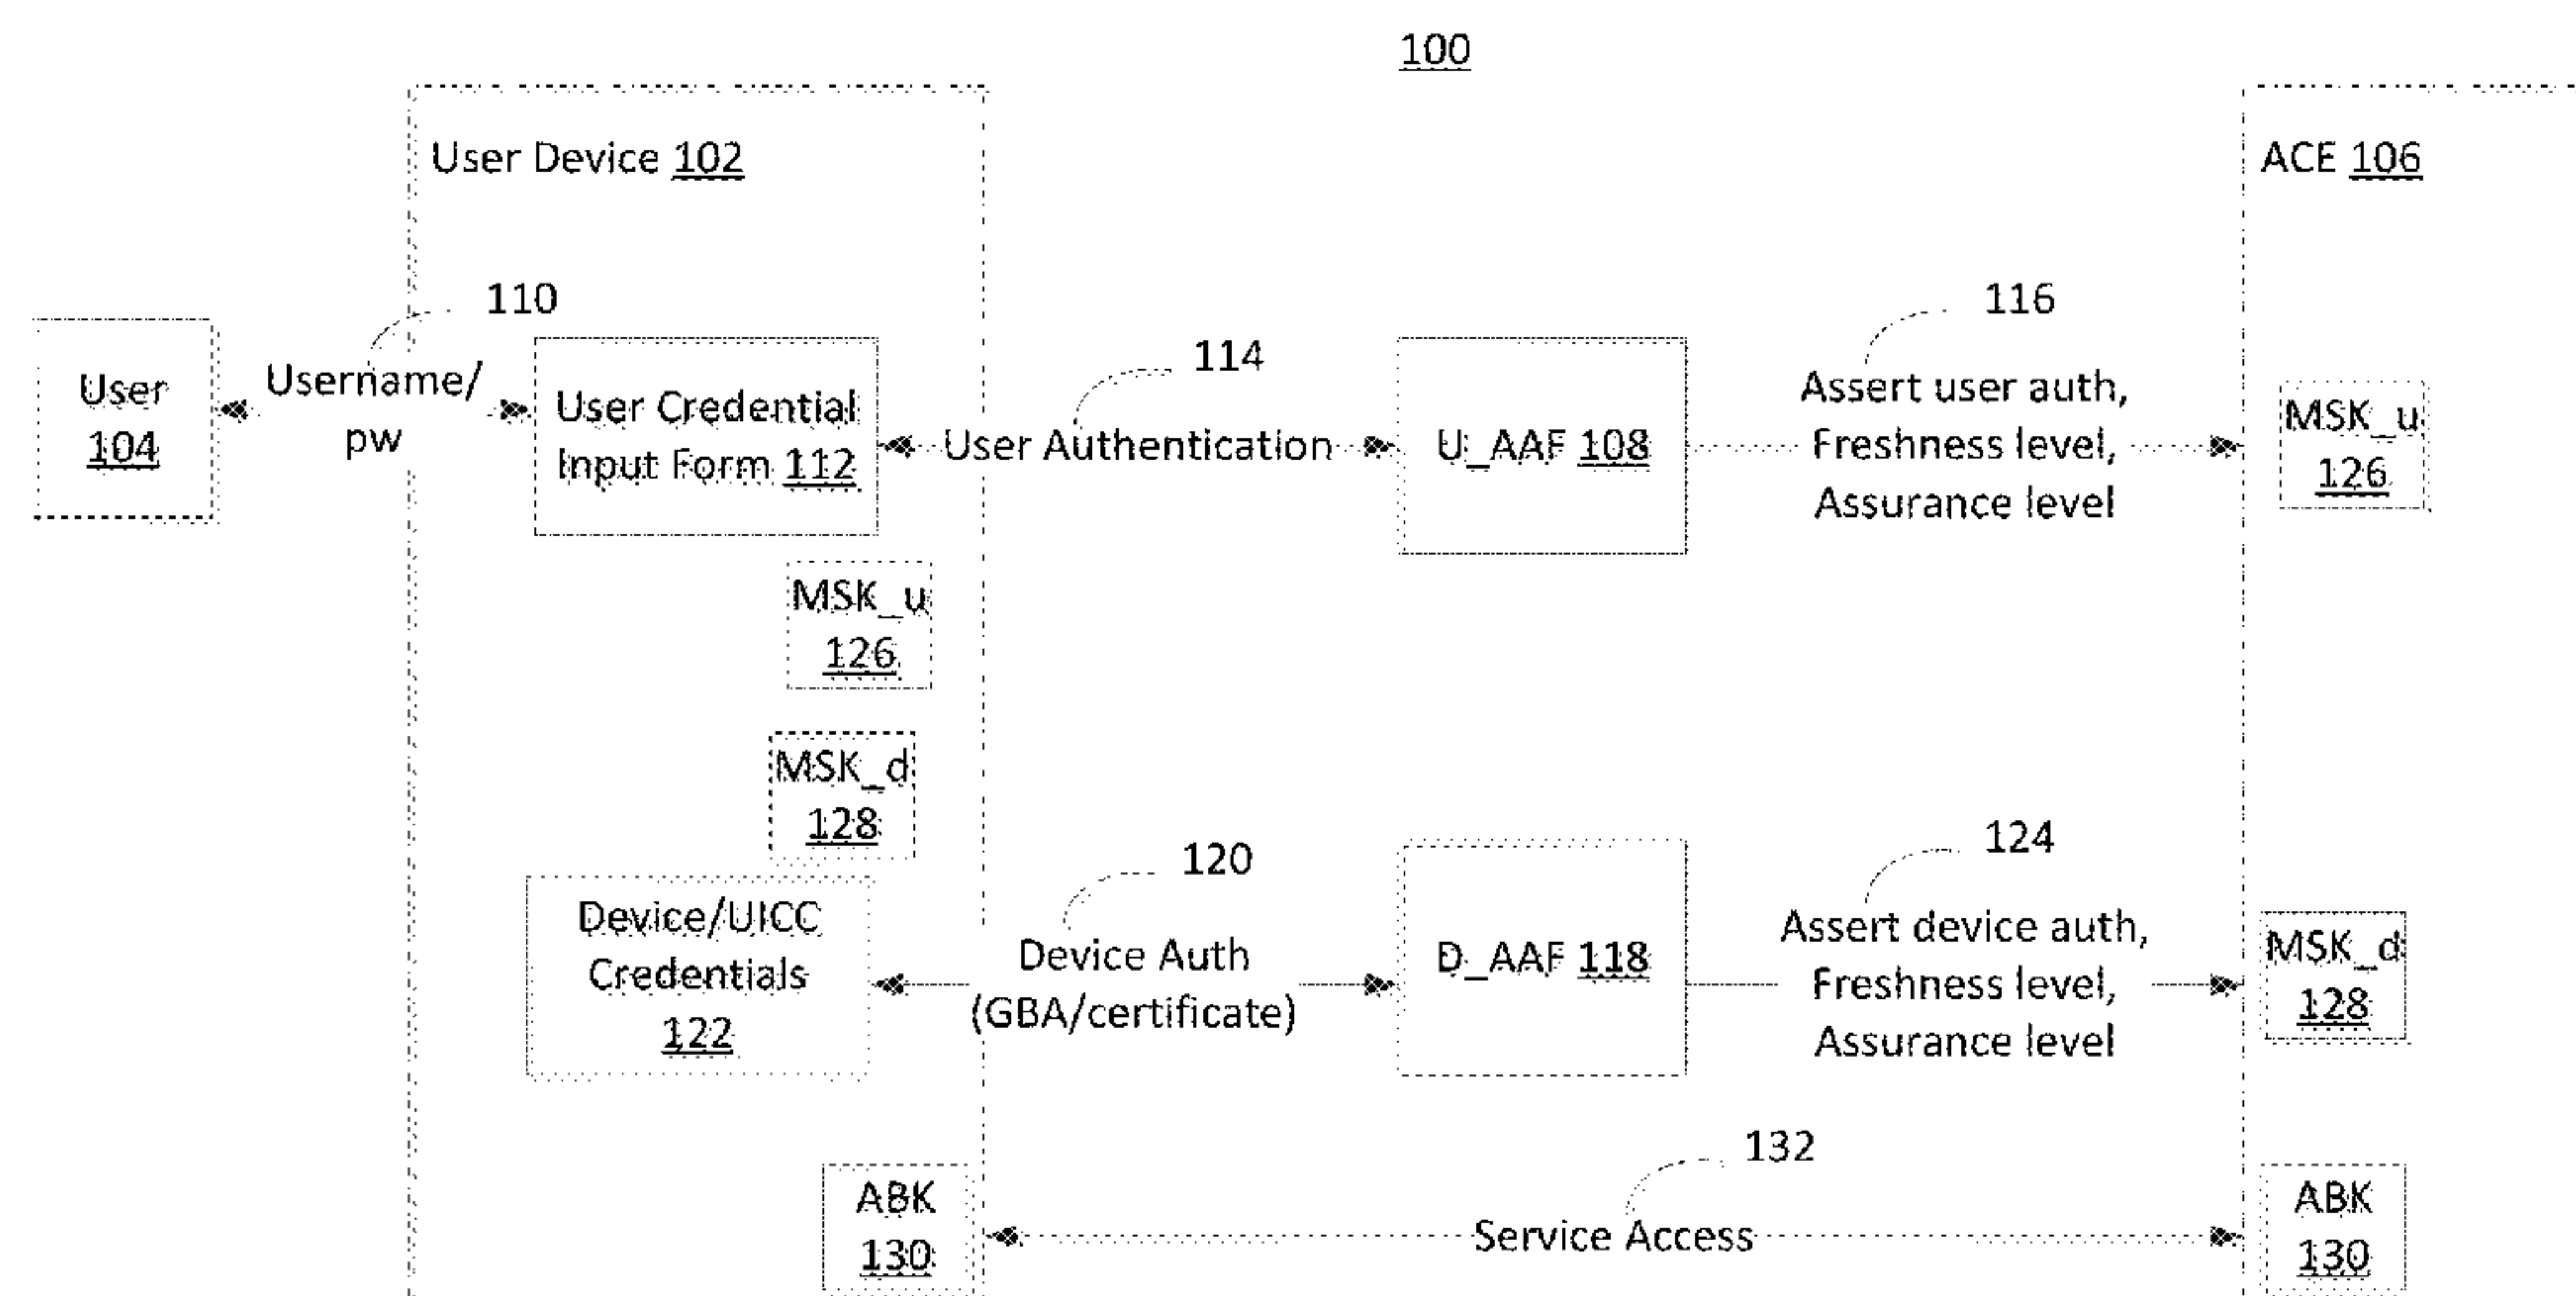 100
User Device 102
ACE 106
110
User
104
Username/
pw
User Credential
Input Form 112
114
User Authentication
U_AAF 108
116
Assert user auth,
Freshness level,
Assurance level
MSK_u
126
MSK_u
126
MSK_d
128
Device/UICC
Credentials
122
120
Device Auth
(GBA/certificate)
D_AAF 118
124
Assert device auth,
Freshness level,
Assurance level
MSK_d
128
ABK
130
132
Service Access
ABK
130